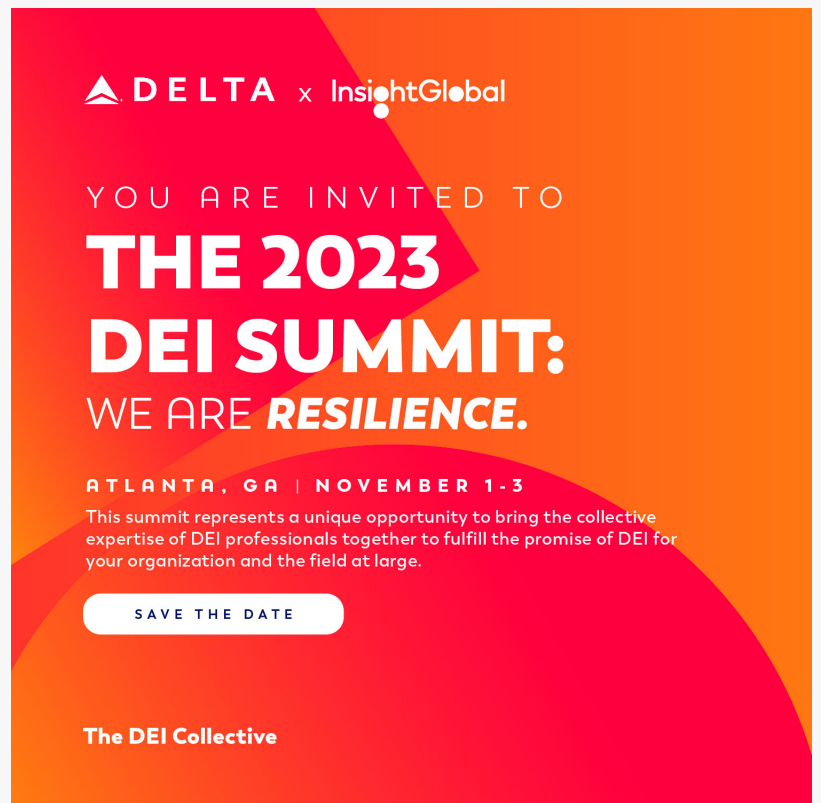 DELTA x InsightGlobal
YOU ARE INVITED TO
THE 2023
DEI SUMMIT:
WE ARE RESILIENCE.
ATLANTA, GA | NOVEMBER 1-3
This summit represents a unique opportunity to bring the collective
expertise of DEI professionals together to fulfill the promise of DEI for
your organization and the field at large.
SAVE THE DATE
The DEI Collective